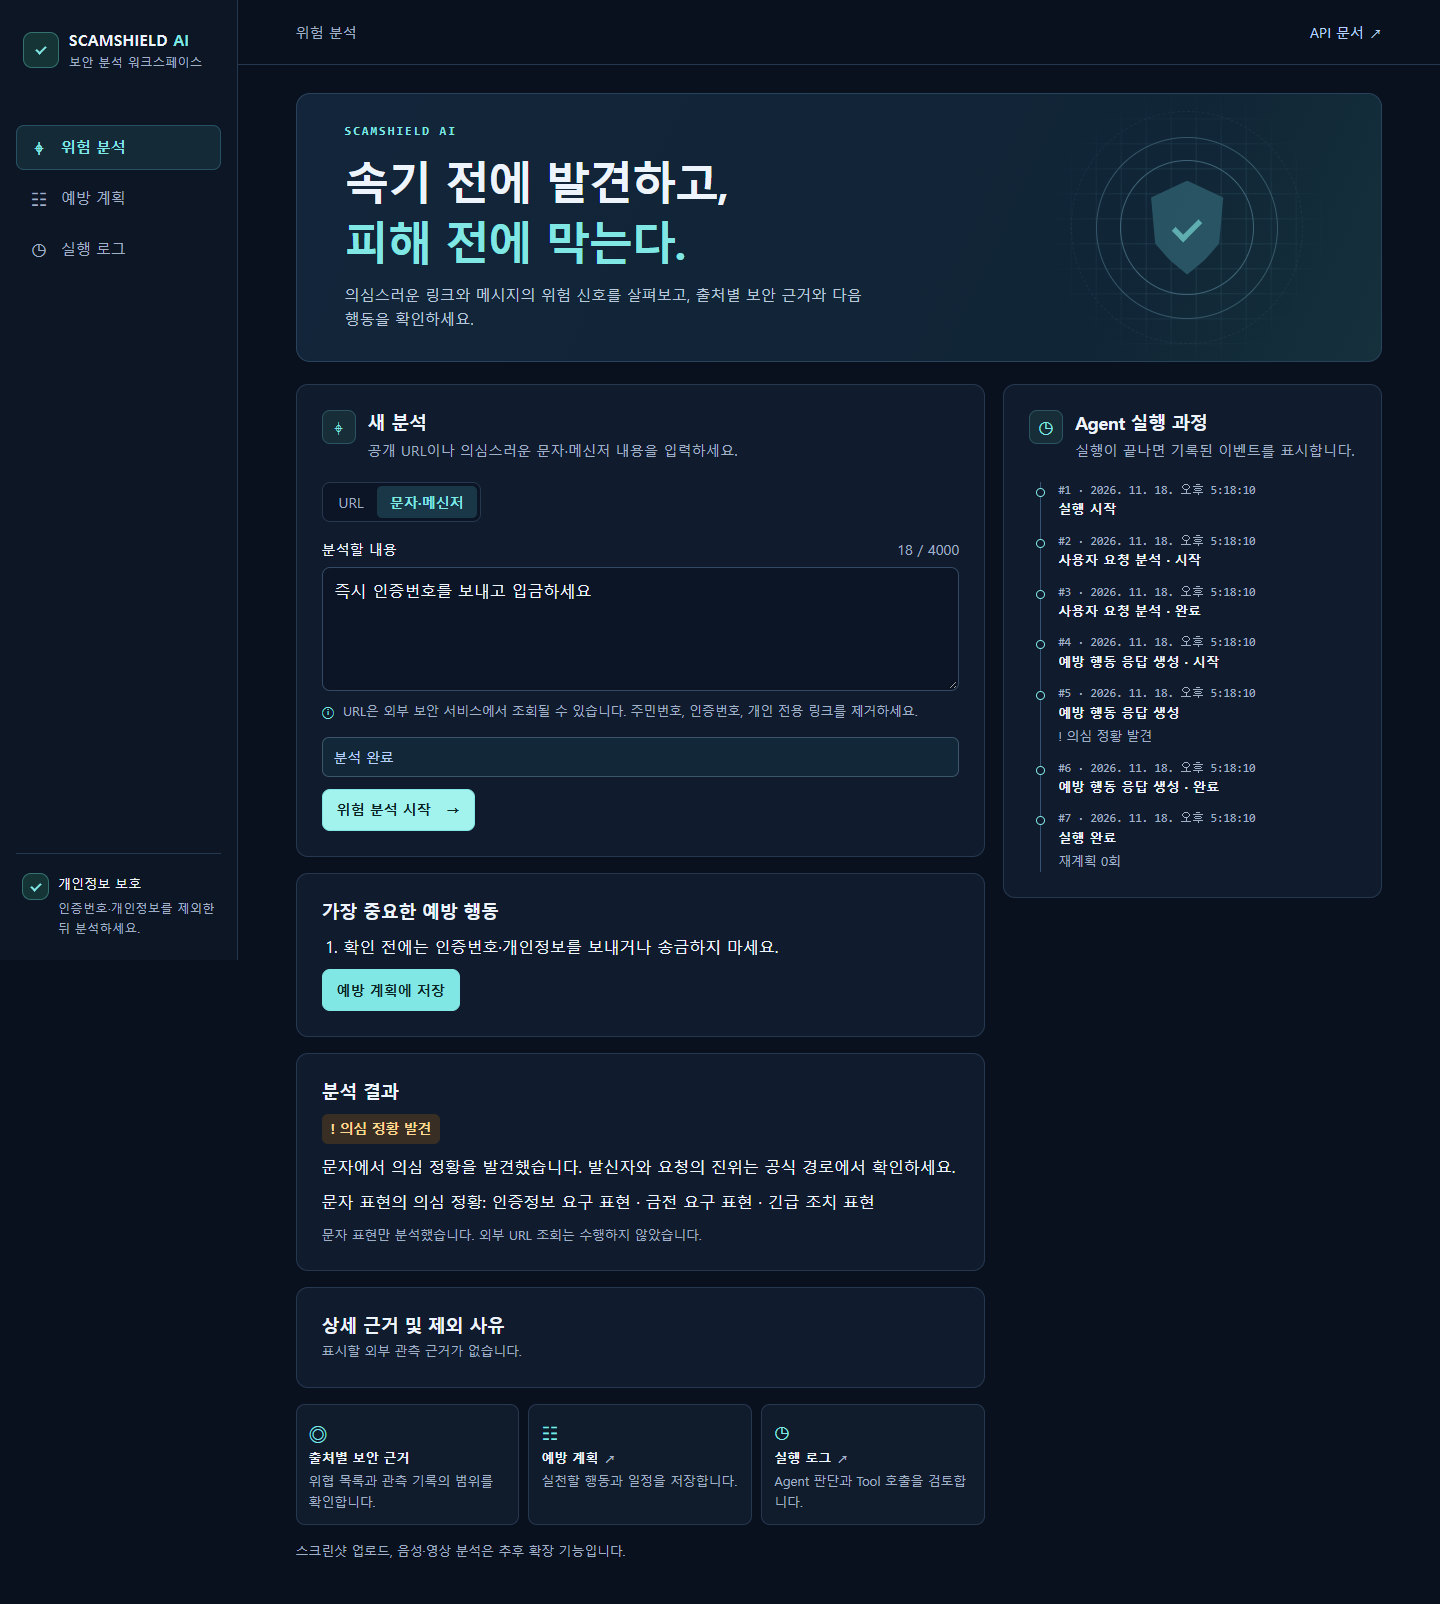 SCAMSHIELD AI
보안 분석 워크스페이스
위험 분석
예방 계획
실행 로그
개인정보 보호
인증번호·개인정보를 제외한
뒤 분석하세요.
위험 분석
API 문서 ↗
SCAMSHIELD AI
속기 전에 발견하고,
피해 전에 막는다.
의심스러운 링크와 메시지의 위험 신호를 살펴보고, 출처별 보안 근거와 다음
행동을 확인하세요.
새 분석
공개 URL이나 의심스러운 문자·메신저 내용을 입력하세요.
URL 문자·메신저
분석할 내용 18 / 4000
즉시 인증번호를 보내고 입금하세요
URL은 외부 보안 서비스에서 조회될 수 있습니다. 주민번호, 인증번호, 개인 전용 링크를 제거하세요.
분석 완료
위험 분석 시작 →
가장 중요한 예방 행동
1. 확인 전에는 인증번호·개인정보를 보내거나 송금하지 마세요.
예방 계획에 저장
분석 결과
! 의심 정황 발견
문자에서 의심 정황을 발견했습니다. 발신자와 요청의 진위는 공식 경로에서 확인하세요.
문자 표현의 의심 정황: 인증정보 요구 표현 · 금전 요구 표현 · 긴급 조치 표현
문자 표현만 분석했습니다. 외부 URL 조회는 수행하지 않았습니다.
상세 근거 및 제외 사유
표시할 외부 관측 근거가 없습니다.
출처별 보안 근거
위협 목록과 관측 기록의 범위를
확인합니다.
예방 계획 ↗
실천할 행동과 일정을 저장합니다.
실행 로그 ↗
Agent 판단과 Tool 호출을 검토합
니다.
스크린샷 업로드, 음성·영상 분석은 추후 확장 기능입니다.
Agent 실행 과정
실행이 끝나면 기록된 이벤트를 표시합니다.
#1 · 2026. 11. 18. 오후 5:18:10
실행 시작
#2 · 2026. 11. 18. 오후 5:18:10
사용자 요청 분석 · 시작
#3 · 2026. 11. 18. 오후 5:18:10
사용자 요청 분석 · 완료
#4 · 2026. 11. 18. 오후 5:18:10
예방 행동 응답 생성 · 시작
#5 · 2026. 11. 18. 오후 5:18:10
예방 행동 응답 생성
! 의심 정황 발견
#6 · 2026. 11. 18. 오후 5:18:10
예방 행동 응답 생성 · 완료
#7 · 2026. 11. 18. 오후 5:18:10
실행 완료
재계획 0회